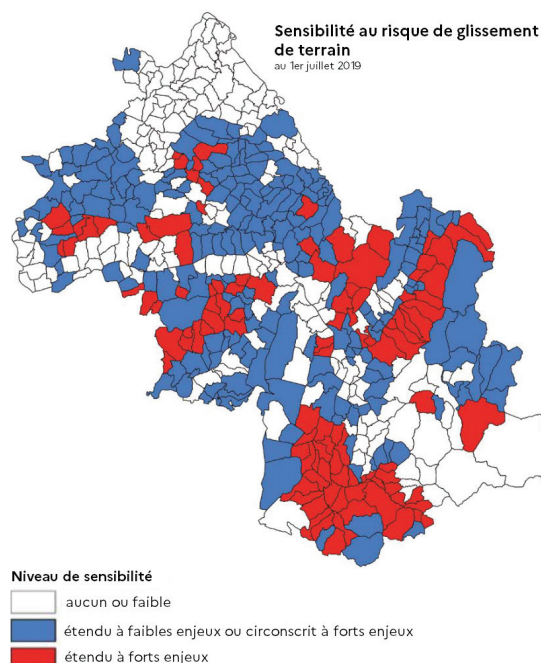 Sensibilité au risque de glissement
de terrain
au 1er juillet 2019
Niveau de sensibilité
aucun ou faible
étendu à faibles enjeux ou circonscrit à forts enjeux
étendu à forts enjeux